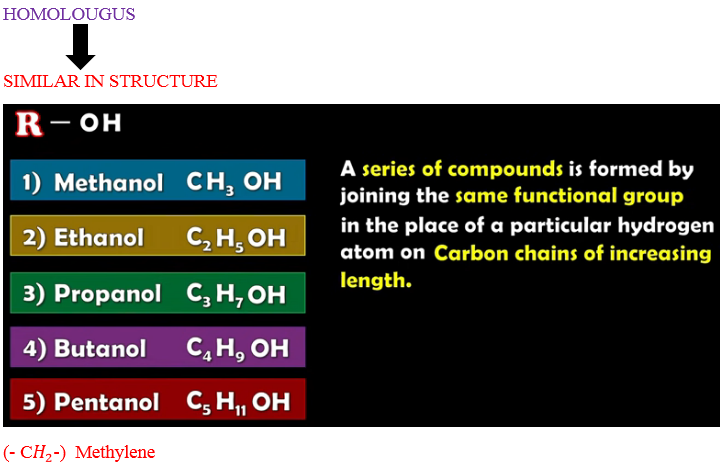 HOMOLOUGUS
SIMILAR IN STRUCTURE
R — OH
1) Methanol CH₃ OH
2) Ethanol C₂ H₅ OH
3) Propanol C₃ H₇ OH
4) Butanol C₄ H₉ OH
5) Pentanol C₅ H₁₁ OH
A series of compounds is formed by
joining the same functional group
in the place of a particular hydrogen
atom on Carbon chains of increasing
length.
(- CH₂-) Methylene